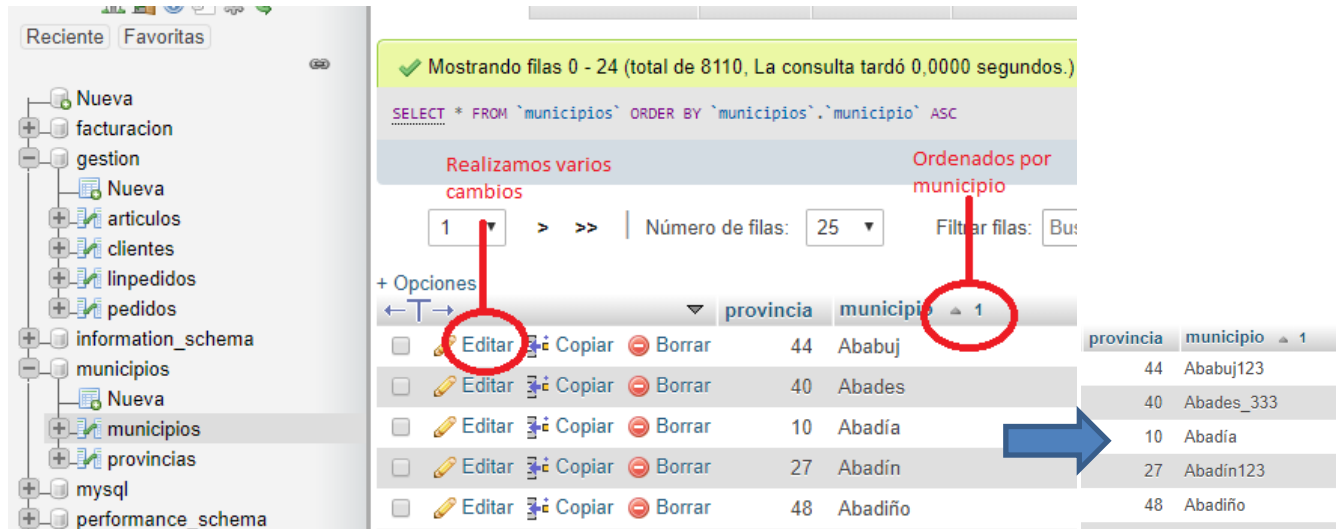 Reciente Favoritas
Nueva
facturacion
gestion
Nueva
articulos
clientes
linpedidos
pedidos
information_schema
municipios
Nueva
municipios
provincias
mysql
performance_schema
Mostrando filas 0 - 24 (total de 8110, La consulta tardó 0,0000 segundos.)
SELECT * FROM `municipios` ORDER BY `municipios`.`municipio` ASC
Realizamos varios
cambios
Ordenados por
municipio
1 > >> Número de filas: 25 Filtrar filas: Bus
+ Opciones
provincia municipio 1
Editar Copiar Borrar 44 Ababuj
Editar Copiar Borrar 40 Abades
Editar Copiar Borrar 10 Abadía
Editar Copiar Borrar 27 Abadín
Editar Copiar Borrar 48 Abadiño
provincia municipio 1
44 Ababuj123
40 Abades_333
10 Abadía
27 Abadín123
48 Abadiño